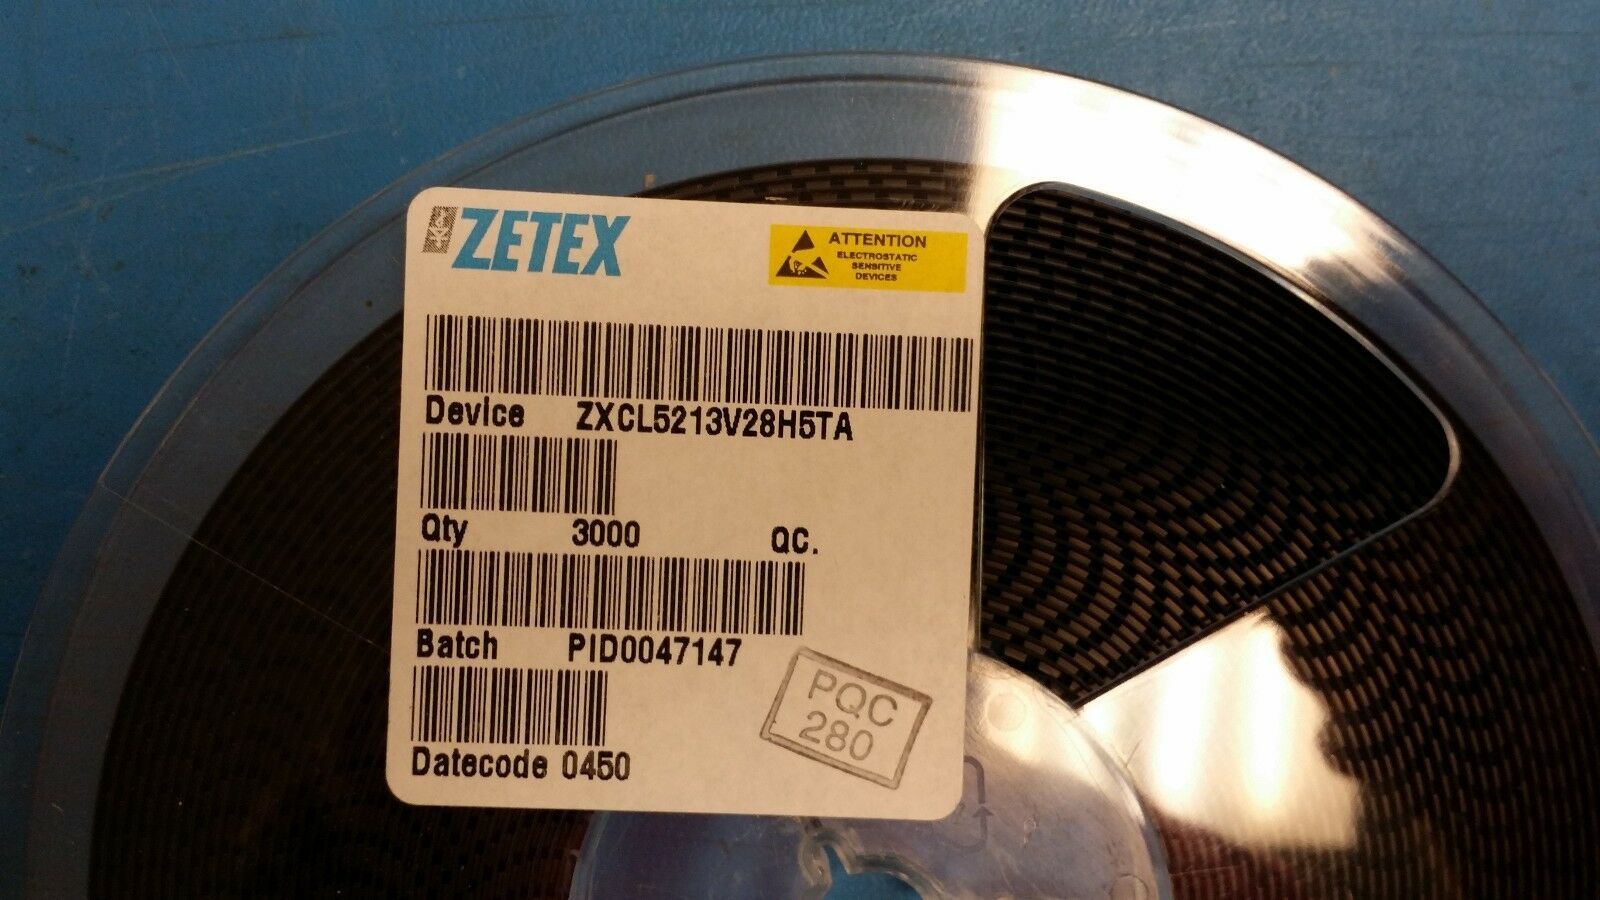 ZETEX
ATTENTION
ELECTROSTATIC
SENSITIVE
DEVICES
Device ZXCL5213V28H5TA
Qty 3000 QC.
Batch PID0047147
PQC
280
Datecode 0450